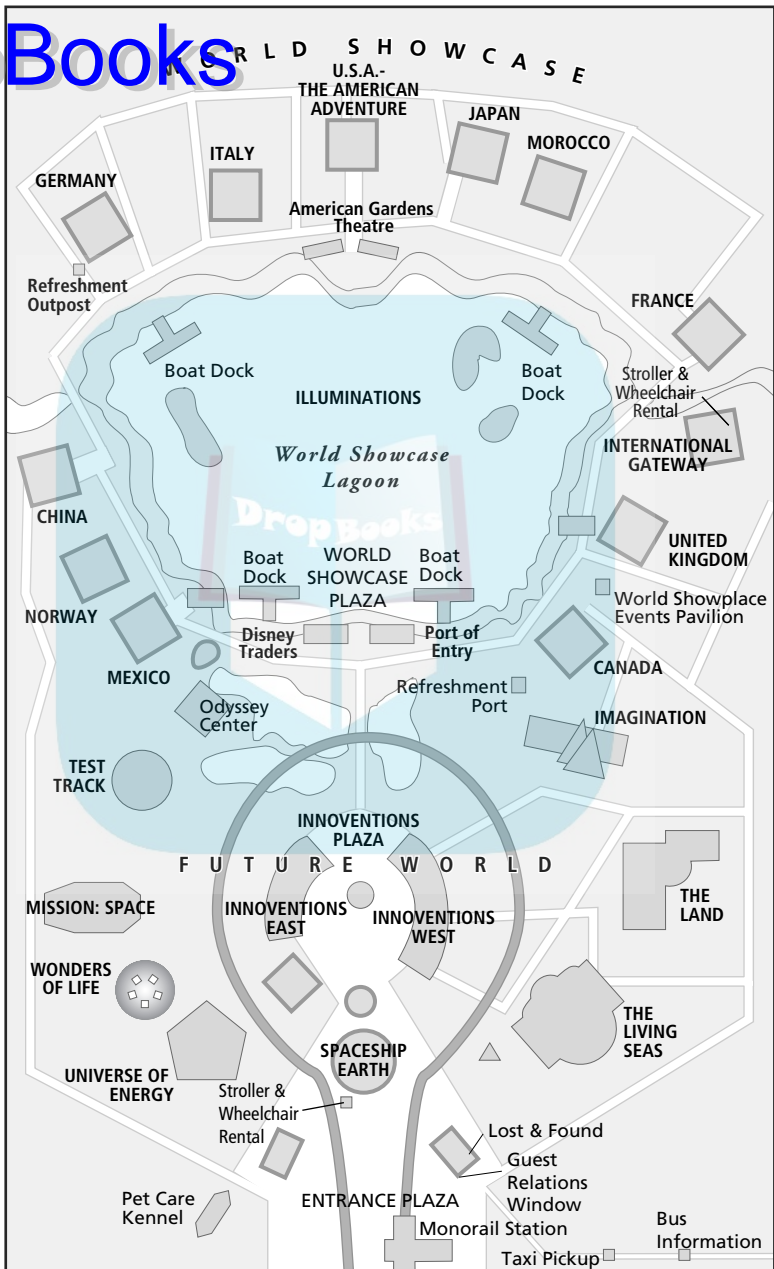 Books
WORLD SHOWCASE
U.S.A.-
THE AMERICAN
ADVENTURE
JAPAN
MOROCCO
ITALY
GERMANY
American Gardens
Theatre
Refreshment
Outpost
FRANCE
Boat Dock
ILLUMINATIONS
Boat
Dock
Stroller &
Wheelchair
Rental
INTERNATIONAL
GATEWAY
World Showcase
Lagoon
CHINA
Drop Books
UNITED
KINGDOM
Boat
Dock
WORLD
SHOWCASE
PLAZA
Boat
Dock
NORWAY
World Showplace
Events Pavilion
Disney
Traders
Port of
Entry
MEXICO
CANADA
Refreshment
Port
Odyssey
Center
IMAGINATION
TEST
TRACK
INNOVENTIONS
PLAZA
FUTURE WORLD
MISSION: SPACE
INNOVENTIONS
EAST
INNOVENTIONS
WEST
THE
LAND
WONDERS
OF LIFE
THE
LIVING
SEAS
SPACESHIP
EARTH
UNIVERSE OF
ENERGY
Stroller &
Wheelchair
Rental
Lost & Found
Guest
Relations
Window
Pet Care
Kennel
ENTRANCE PLAZA
Monorail Station
Bus
Information
Taxi Pickup